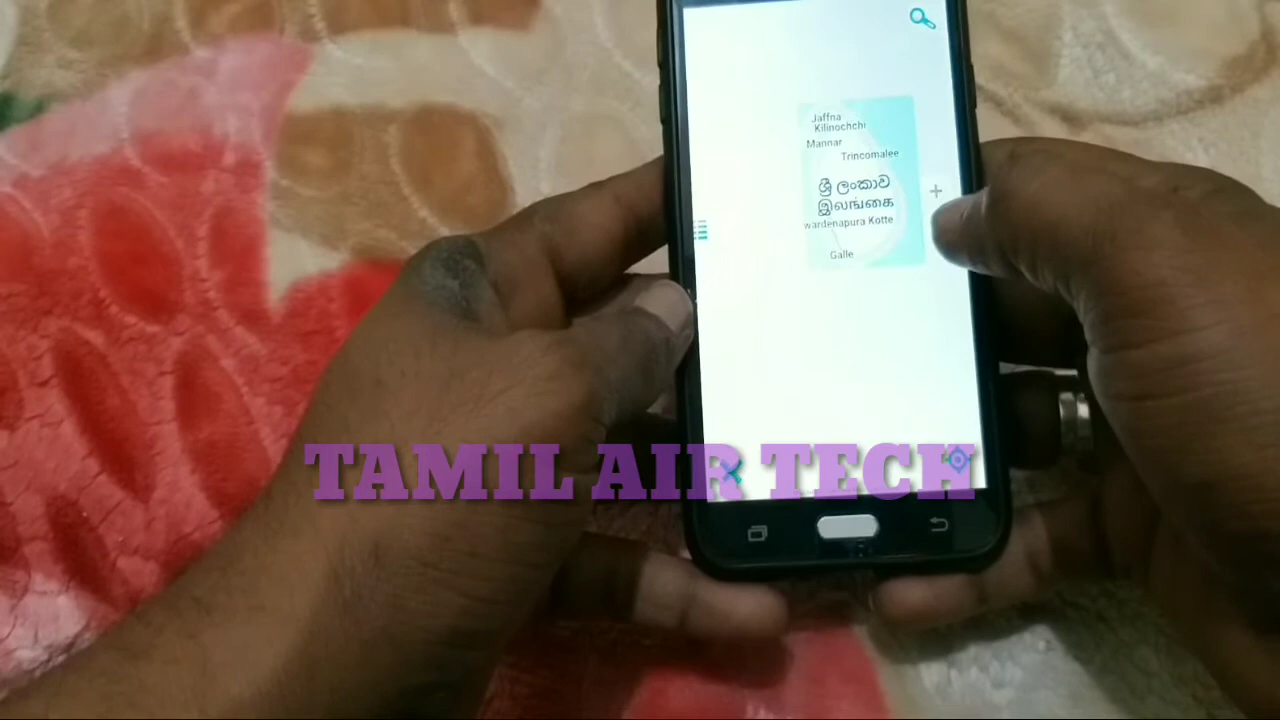 Jaffna
Kilinochchi
Mannar
Trincomalee
ශ්‍රී ලංකාව
இலங்கை
wardenapura Kotte
Galle
TAMIL AIR TECH